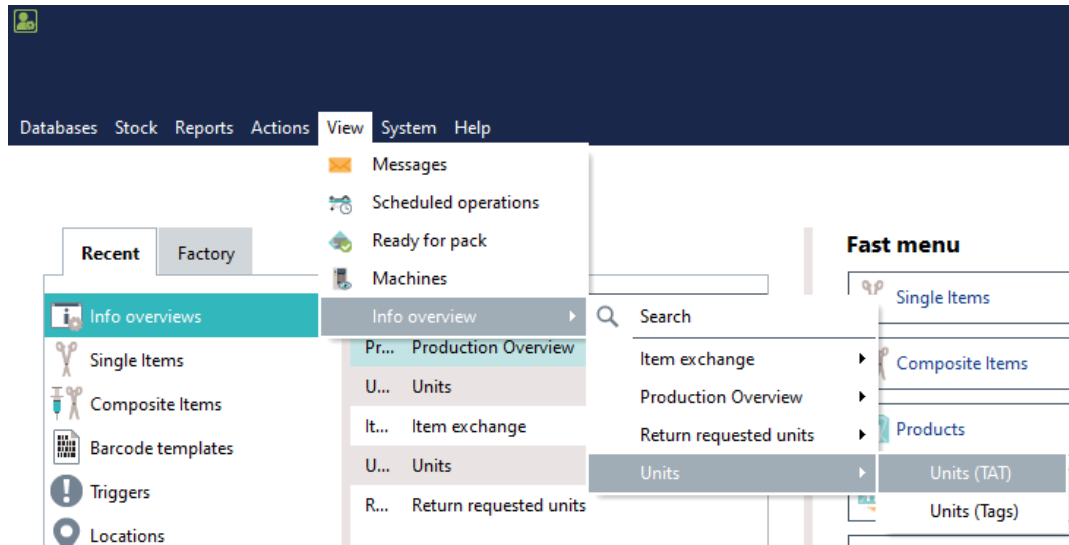 Databases Stock Reports Actions View System Help
Messages
Scheduled operations
Ready for pack
Machines
Info overview
Search
Item exchange
Production Overview
Return requested units
Units
Units (TAT)
Units (Tags)
Recent Factory
Info overviews
Single Items
Composite Items
Barcode templates
Triggers
Locations
Pr... Production Overview
U... Units
It... Item exchange
U... Units
R... Return requested units
Fast menu
Single Items
Composite Items
Products